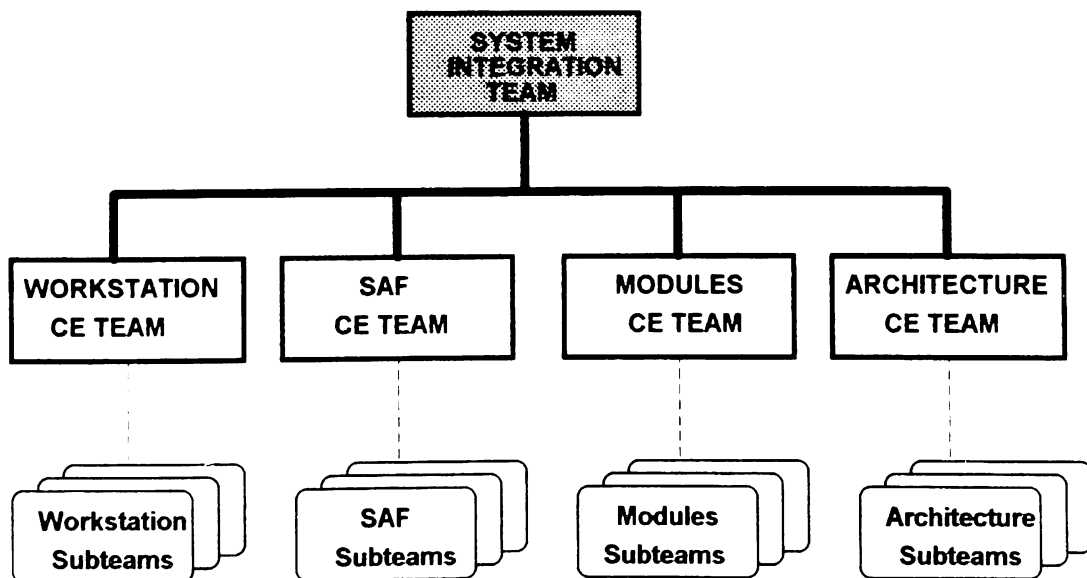 SYSTEM
INTEGRATION
TEAM
WORKSTATION
CE TEAM
SAF
CE TEAM
MODULES
CE TEAM
ARCHITECTURE
CE TEAM
Workstation
Subteams
SAF
Subteams
Modules
Subteams
Architecture
Subteams